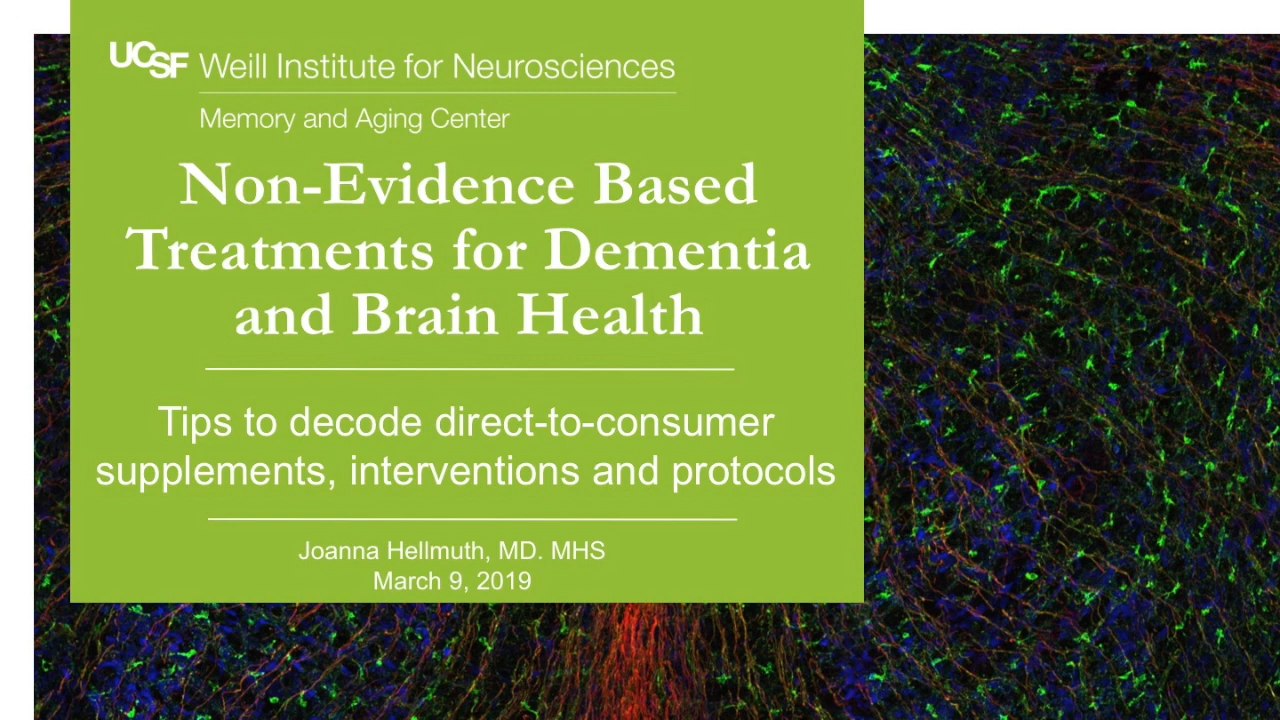 UCSF Weill Institute for Neurosciences
Memory and Aging Center
Non-Evidence Based
Treatments for Dementia
and Brain Health
Tips to decode direct-to-consumer
supplements, interventions and protocols
Joanna Hellmuth, MD. MHS
March 9, 2019